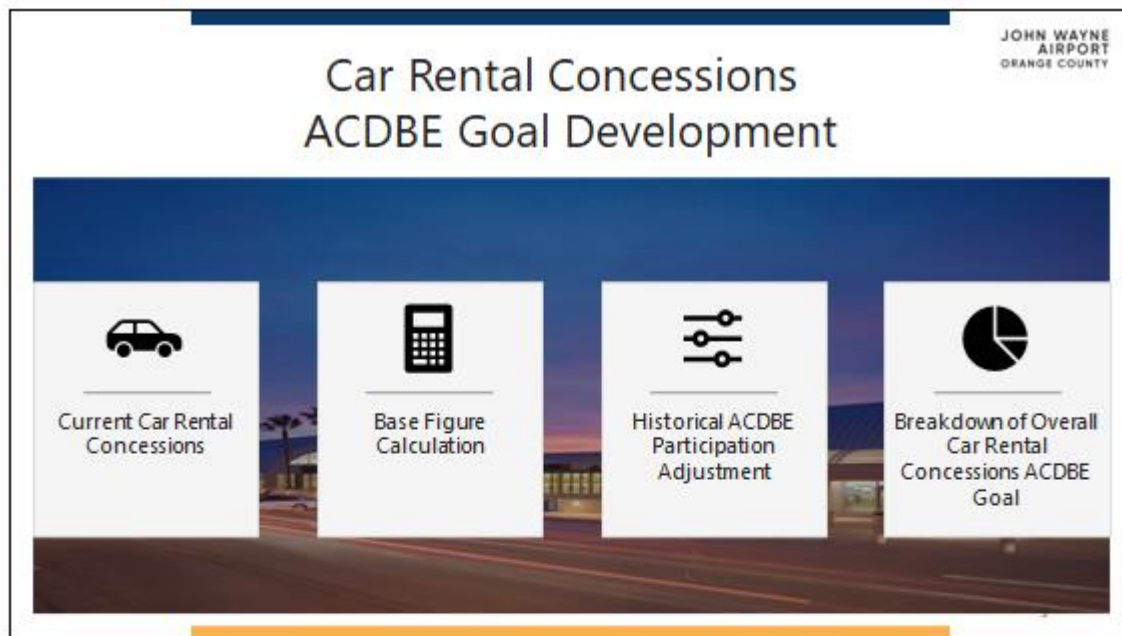 JOHN WAYNE
AIRPORT
ORANGE COUNTY
Car Rental Concessions
ACDBE Goal Development
Current Car Rental
Concessions
Base Figure
Calculation
Historical ACDBE
Participation
Adjustment
Breakdown of Overall
Car Rental
Concessions ACDBE
Goal